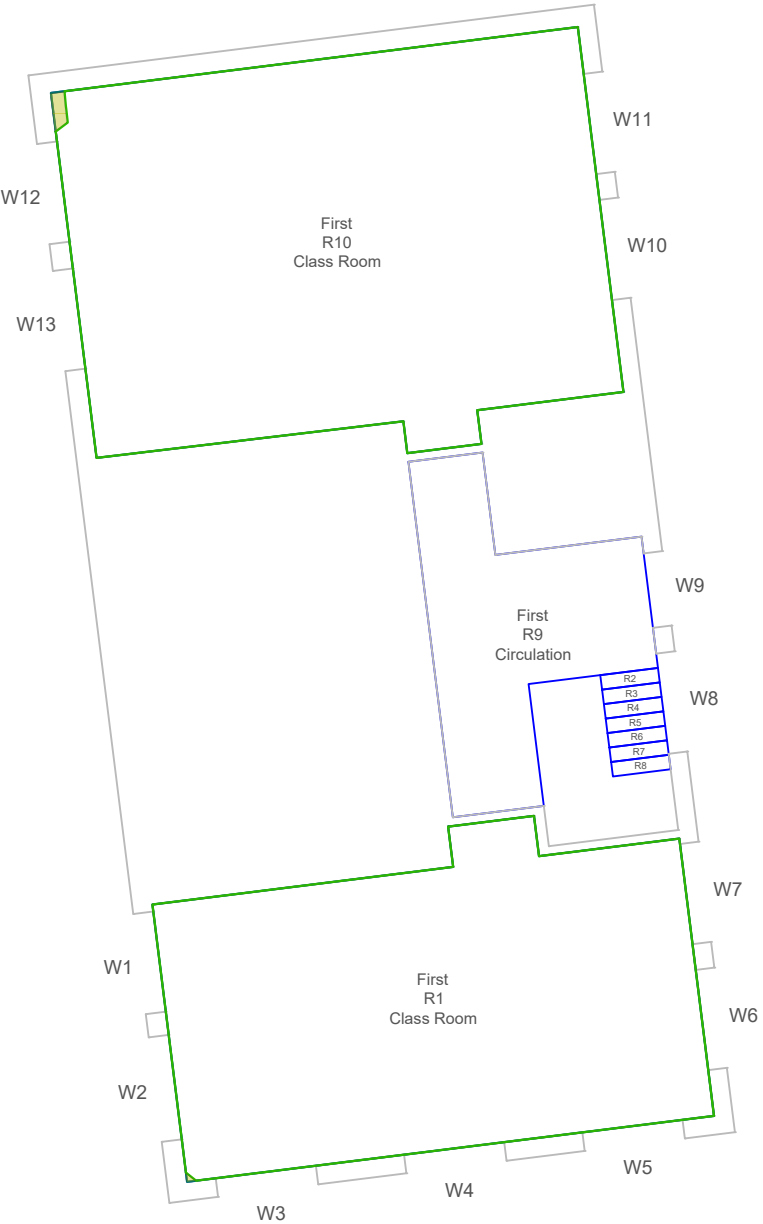 W11
W12
First
R10
Class Room
W10
W13
W9
First
R9
Circulation
R2
R3
R4
R5
R6
R7
R8
W8
W7
W1
First
R1
Class Room
W6
W2
W5
W4
W3